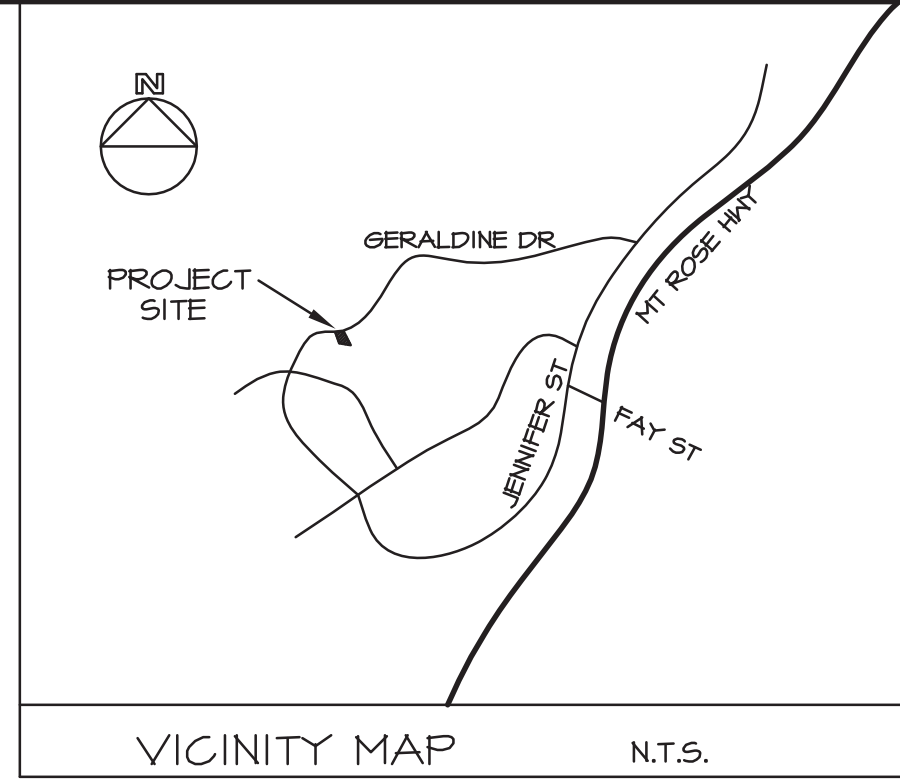 N
GERALDINE DR
MT ROSE HWY
PROJECT
SITE
JENNIFER ST
FAY ST
VICINITY MAP
N.T.S.